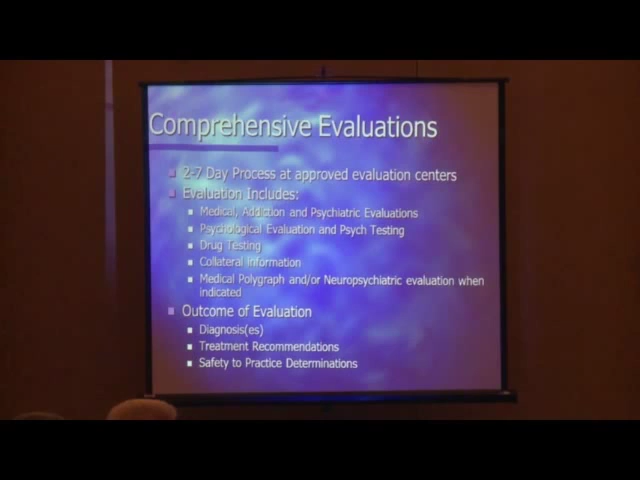 Comprehensive Evaluations
2-7 Day Process at approved evaluation centers
Evaluation Includes:
Medical, Addiction and Psychiatric Evaluations
Psychological Evaluation and Psych Testing
Drug Testing
Collateral information
Medical Polygraph and/or Neuropsychiatric evaluation when
indicated
Outcome of Evaluation
Diagnosis(es)
Treatment Recommendations
Safety to Practice Determinations